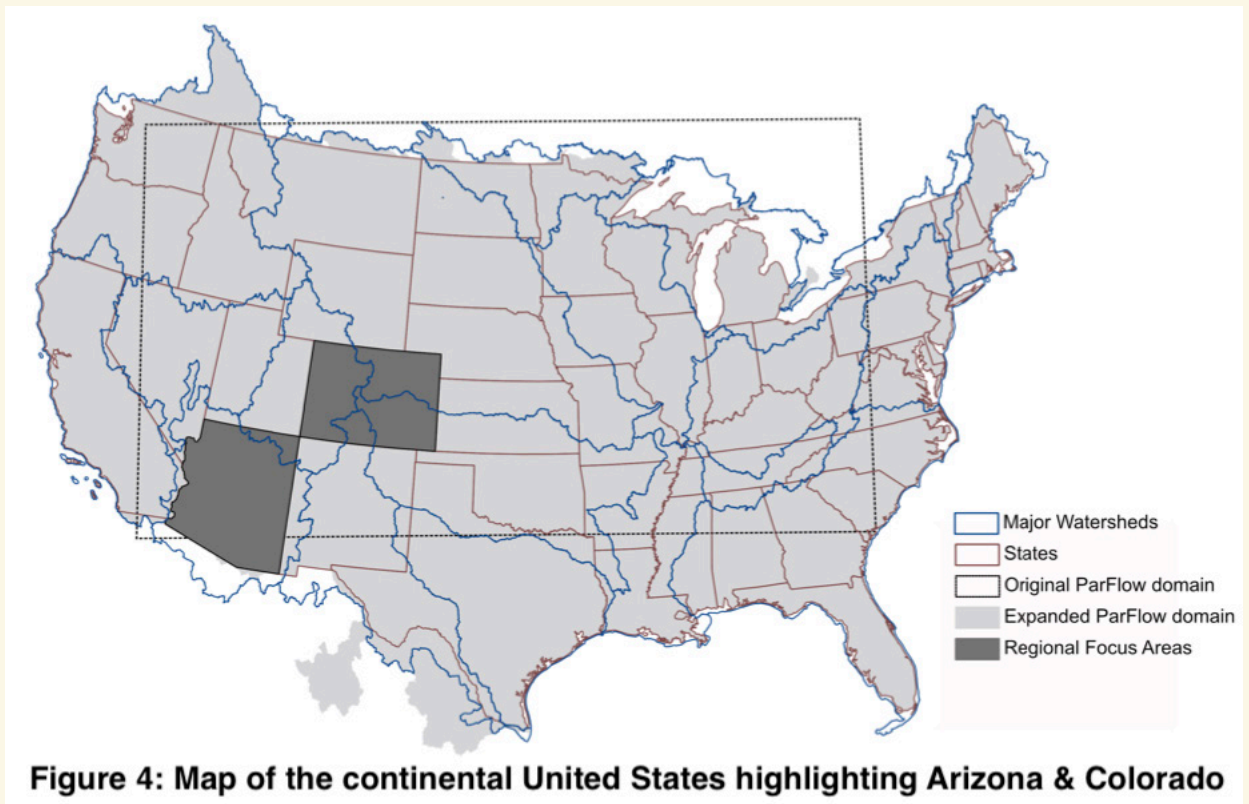 Major Watersheds
States
Original ParFlow domain
Expanded ParFlow domain
Regional Focus Areas
Figure 4: Map of the continental United States highlighting Arizona & Colorado